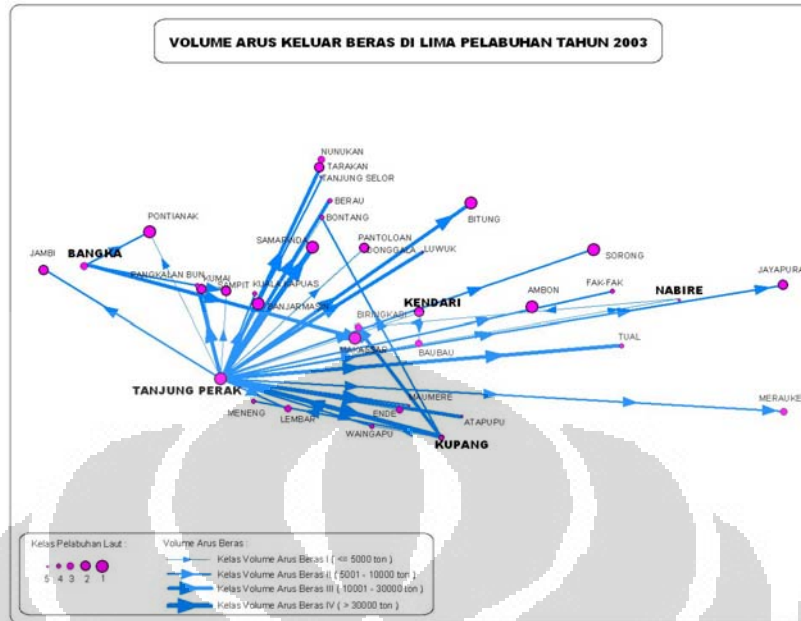 VOLUME ARUS KELUAR BERAS DI LIMA PELABUHAN TAHUN 2003
NUNUKAN
TARAKAN
TANJUNG SELOR
BERAU
BONTANG
BITUNG
PONTIANAK
SAMARINDA
PANTOLOAN
DONGGALA
LUWUK
SORONG
JAMBI
BANGKA
PANGKALAN BUN
KUMAI
SAMPIT
KUALA KAPUAS
BANJARMASIN
KENDARI
AMBON
FAK-FAK
NABIRE
JAYAPURA
BIRINGKASI
MAKASSAR
BAUBAU
TUAL
TANJUNG PERAK
MENENG
LEMBAR
WAINGAPU
ENDE
MAUMERE
ATAPUPU
KUPANG
MERAUKE
Kelas Pelabuhan Laut :
5 4 3 2 1
Volume Arus Beras :
Kelas Volume Arus Beras I ( <= 5000 ton )
Kelas Volume Arus Beras II ( 5001 - 10000 ton )
Kelas Volume Arus Beras III ( 10001 - 30000 ton )
Kelas Volume Arus Beras IV ( > 30000 ton )